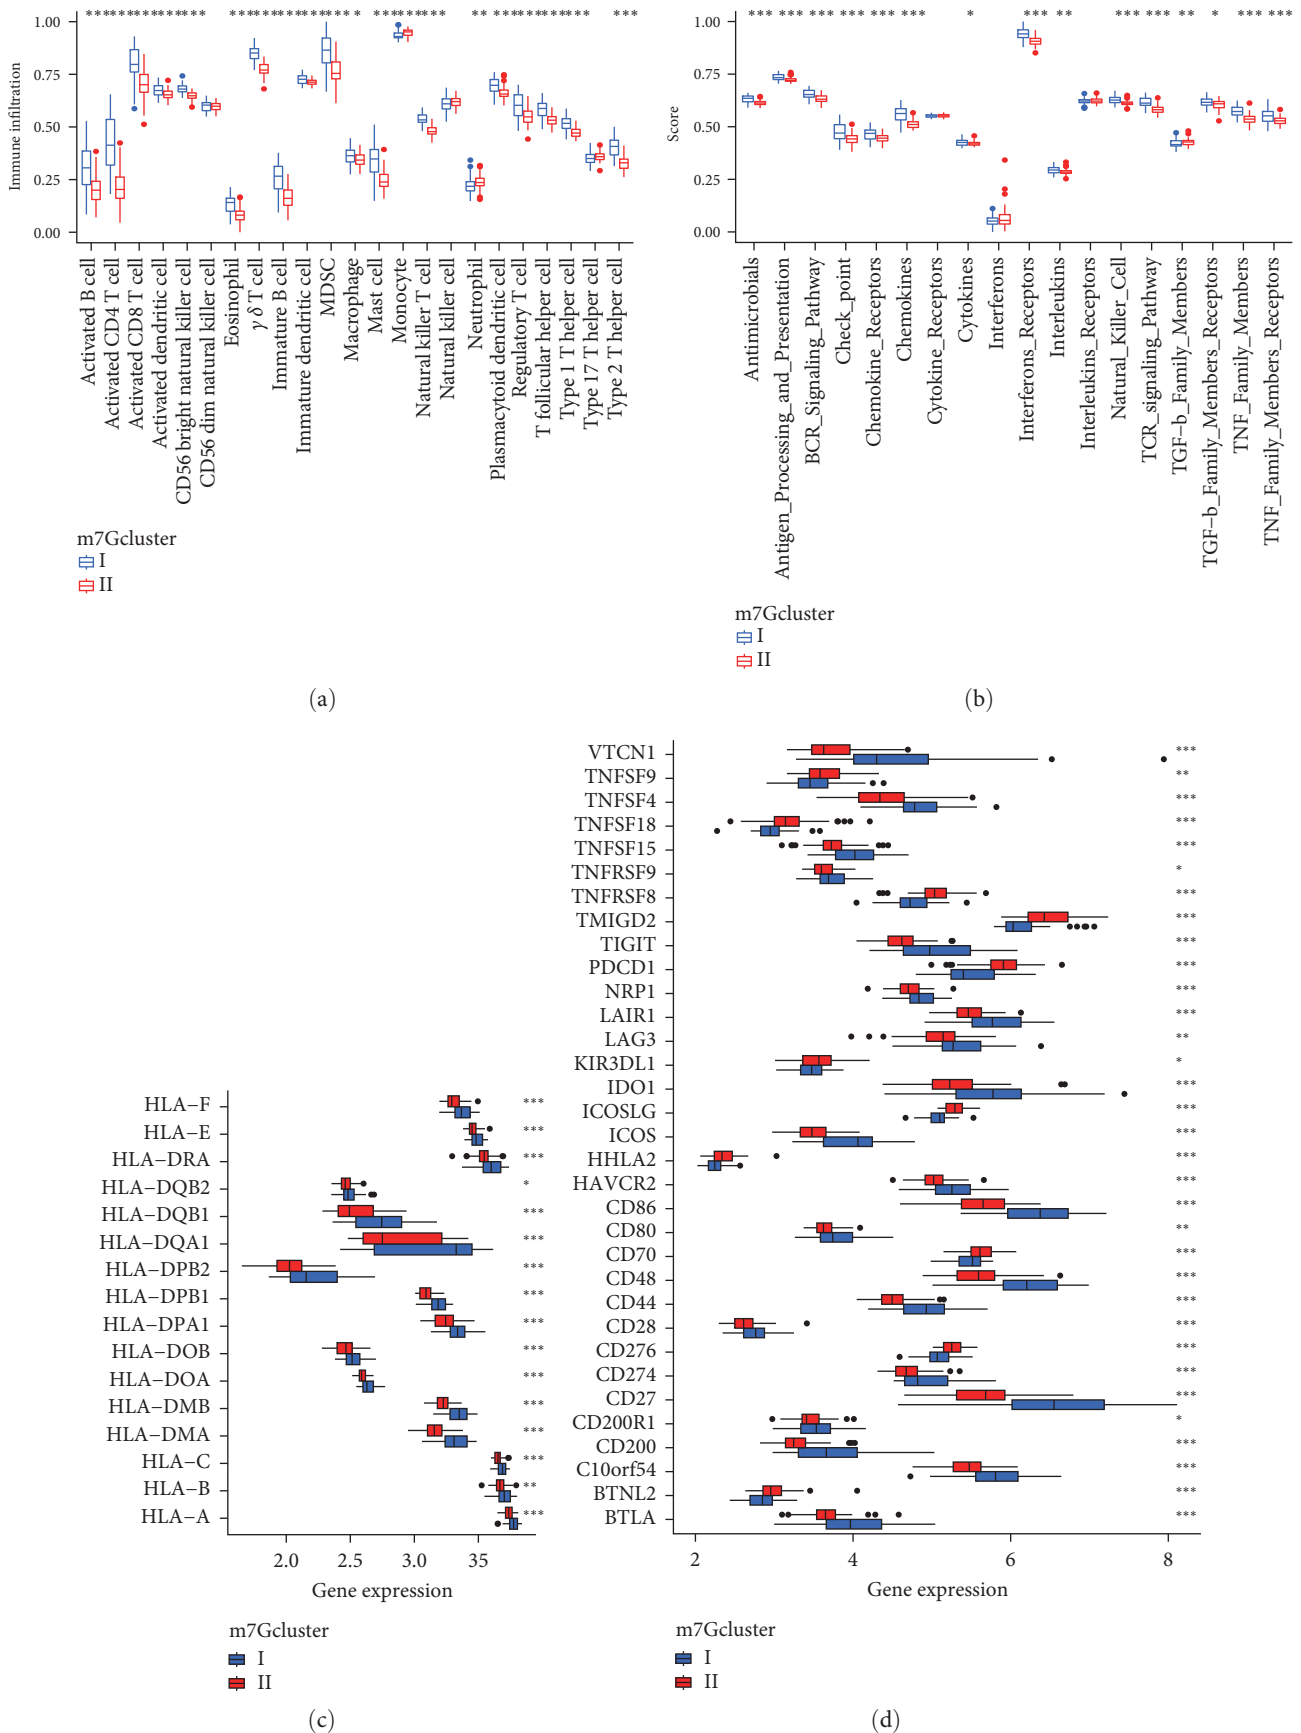 *** *** *** *** *** *** *** *** *** *** *** *** *** *** ** *** *** *** *** ***
1.00
0.75
0.50
0.25
0.00
Immune infiltration
Activated B cell
Activated CD4 T cell
Activated CD8 T cell
Activated dendritic cell
CD56 bright natural killer cell
CD56 dim natural killer cell
Eosinophil
γ δ T cell
Immature B cell
Immature dendritic cell
MDSC
Macrophage
Mast cell
Monocyte
Natural killer T cell
Natural killer cell
Neutrophil
Plasmacytoid dendritic cell
Regulatory T cell
T follicular helper cell
Type 1 T helper cell
Type 17 T helper cell
Type 2 T helper cell
m7Gcluster
I
II
(a)
*** *** *** *** *** *** * *** ** *** *** ** * *** ***
1.00
0.75
0.50
0.25
0.00
Score
Antimicrobials
Antigen_Processing_and_Presentation
BCR_Signaling_Pathway
Check_point
Chemokine_Receptors
Chemokines
Cytokine_Receptors
Cytokines
Interferons
Interferons_Receptors
Interleukins
Interleukins_Receptors
Natural_Killer_Cell
TCR_signaling_Pathway
TGF−b_Family_Members
TGF−b_Family_Members_Receptors
TNF_Family_Members
TNF_Family_Members_Receptors
m7Gcluster
I
II
(b)
HLA−F ***
HLA−E ***
HLA−DRA ***
HLA−DQB2 *
HLA−DQB1 ***
HLA−DQA1 ***
HLA−DPB2 ***
HLA−DPB1 ***
HLA−DPA1 ***
HLA−DOB ***
HLA−DOA ***
HLA−DMB ***
HLA−DMA ***
HLA−C ***
HLA−B **
HLA−A ***
2.0 2.5 3.0 35
Gene expression
m7Gcluster
I
II
(c)
VTCN1 ***
TNFSF9 **
TNFSF4 ***
TNFSF18 ***
TNFSF15 ***
TNFRSF9 *
TNFRSF8 ***
TMIGD2 ***
TIGIT ***
PDCD1 ***
NRP1 ***
LAIR1 ***
LAG3 **
KIR3DL1 *
IDO1 ***
ICOSLG ***
ICOS ***
HHLA2 ***
HAVCR2 ***
CD86 ***
CD80 **
CD70 ***
CD48 ***
CD44 ***
CD28 ***
CD276 ***
CD274 ***
CD27 ***
CD200R1 *
CD200 ***
C10orf54 ***
BTNL2 ***
BTLA ***
2 4 6 8
Gene expression
m7Gcluster
I
II
(d)